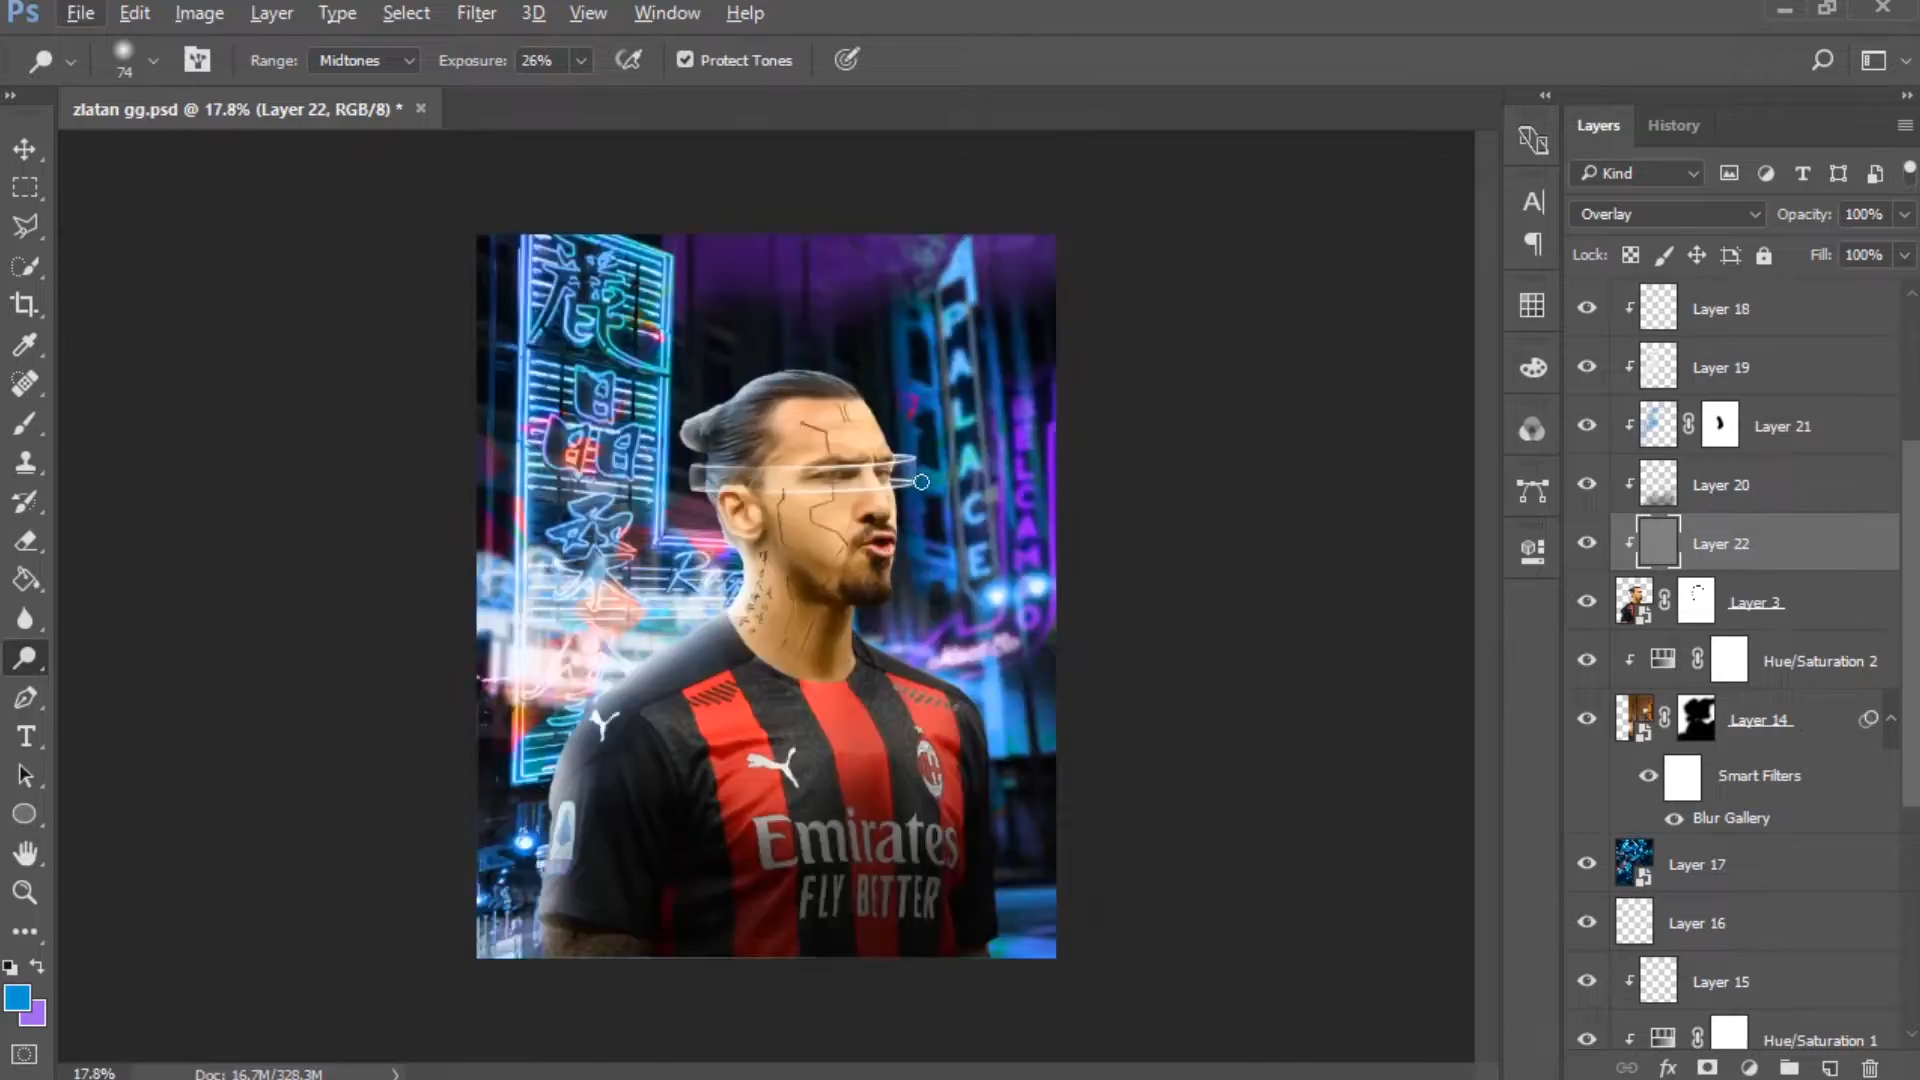 Ps File Edit Image Layer Type Select Filter 3D View Window Help
74 Range: Midtones Exposure: 26% Protect Tones
zlatan gg.psd @ 17.8% (Layer 22, RGB/8) * ×
Layers History
Kind
Overlay Opacity: 100%
Lock: Fill: 100%
Layer 18
Layer 19
Layer 21
Layer 20
Layer 22
Layer 3
Hue/Saturation 2
Layer 14
Smart Filters
Blur Gallery
Layer 17
Layer 16
Layer 15
Hue/Saturation 1
PALACE
Emirates
FLY BETTER
17.8% Doc: 16.7M/328.3M